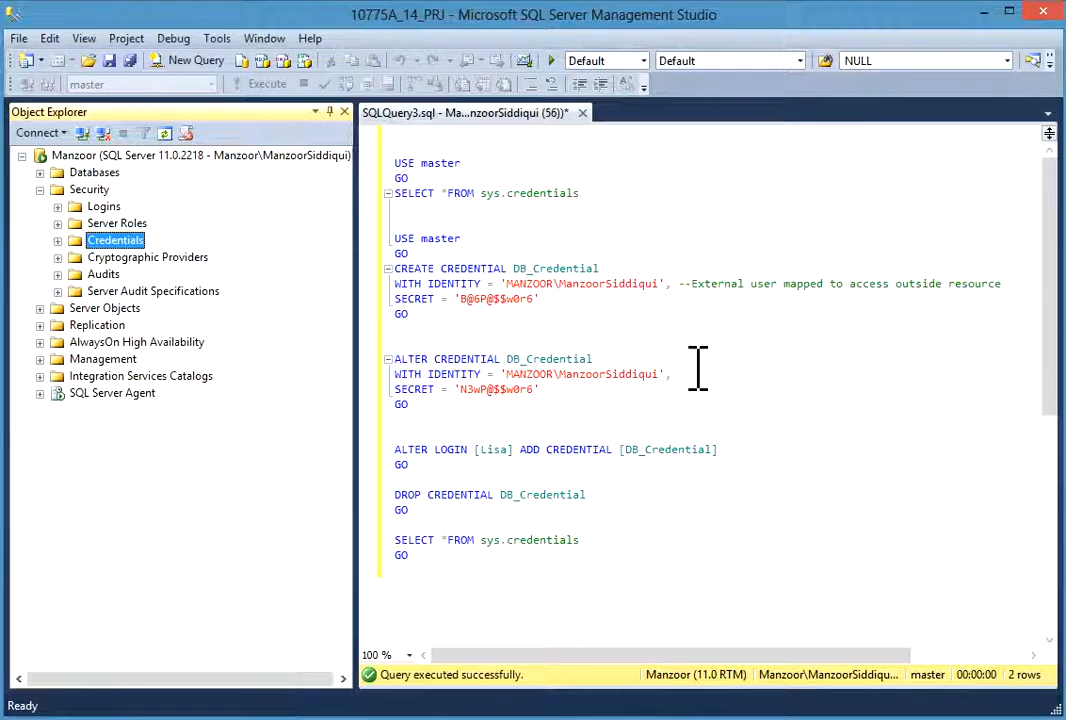 10775A_14_PRJ - Microsoft SQL Server Management Studio
File Edit View Project Debug Tools Window Help
New Query Default Default NULL
master Execute
Object Explorer
Connect
Manzoor (SQL Server 11.0.2218 - Manzoor\ManzoorSiddiqui)
Databases
Security
Logins
Server Roles
Credentials
Cryptographic Providers
Audits
Server Audit Specifications
Server Objects
Replication
AlwaysOn High Availability
Management
Integration Services Catalogs
SQL Server Agent
SQLQuery3.sql - Ma...nzoorSiddiqui (56))*
USE master
GO
SELECT *FROM sys.credentials
USE master
GO
CREATE CREDENTIAL DB_Credential
WITH IDENTITY = 'MANZOOR\ManzoorSiddiqui', --External user mapped to access outside resource
SECRET = 'B@6P@$$w0r6'
GO
ALTER CREDENTIAL DB_Credential
WITH IDENTITY = 'MANZOOR\ManzoorSiddiqui',
SECRET = 'N3wP@$$w0r6'
GO
ALTER LOGIN [Lisa] ADD CREDENTIAL [DB_Credential]
GO
DROP CREDENTIAL DB_Credential
GO
SELECT *FROM sys.credentials
GO
100 %
Query executed successfully. Manzoor (11.0 RTM) Manzoor\ManzoorSiddiqu... master 00:00:00 2 rows
Ready